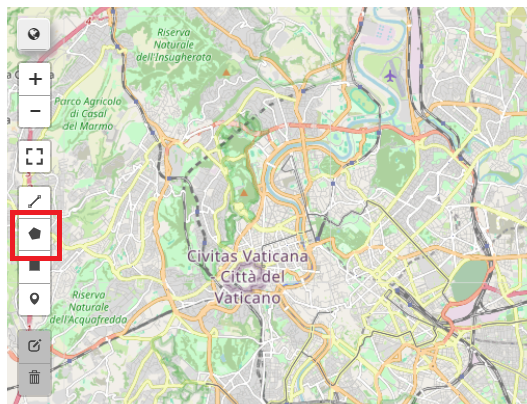 Riserva
Naturale
dell'Insugherata
Parco Agricolo
di Casal
del Marmo
Civitas Vaticana
Città del
Vaticano
Riserva
Naturale
dell'Acquafredda